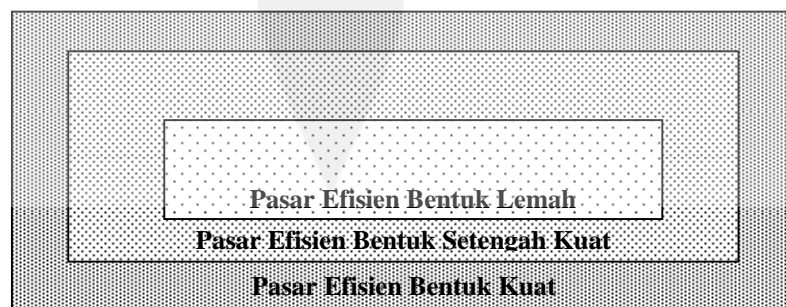 Pasar Efisien Bentuk Lemah
Pasar Efisien Bentuk Setengah Kuat
Pasar Efisien Bentuk Kuat